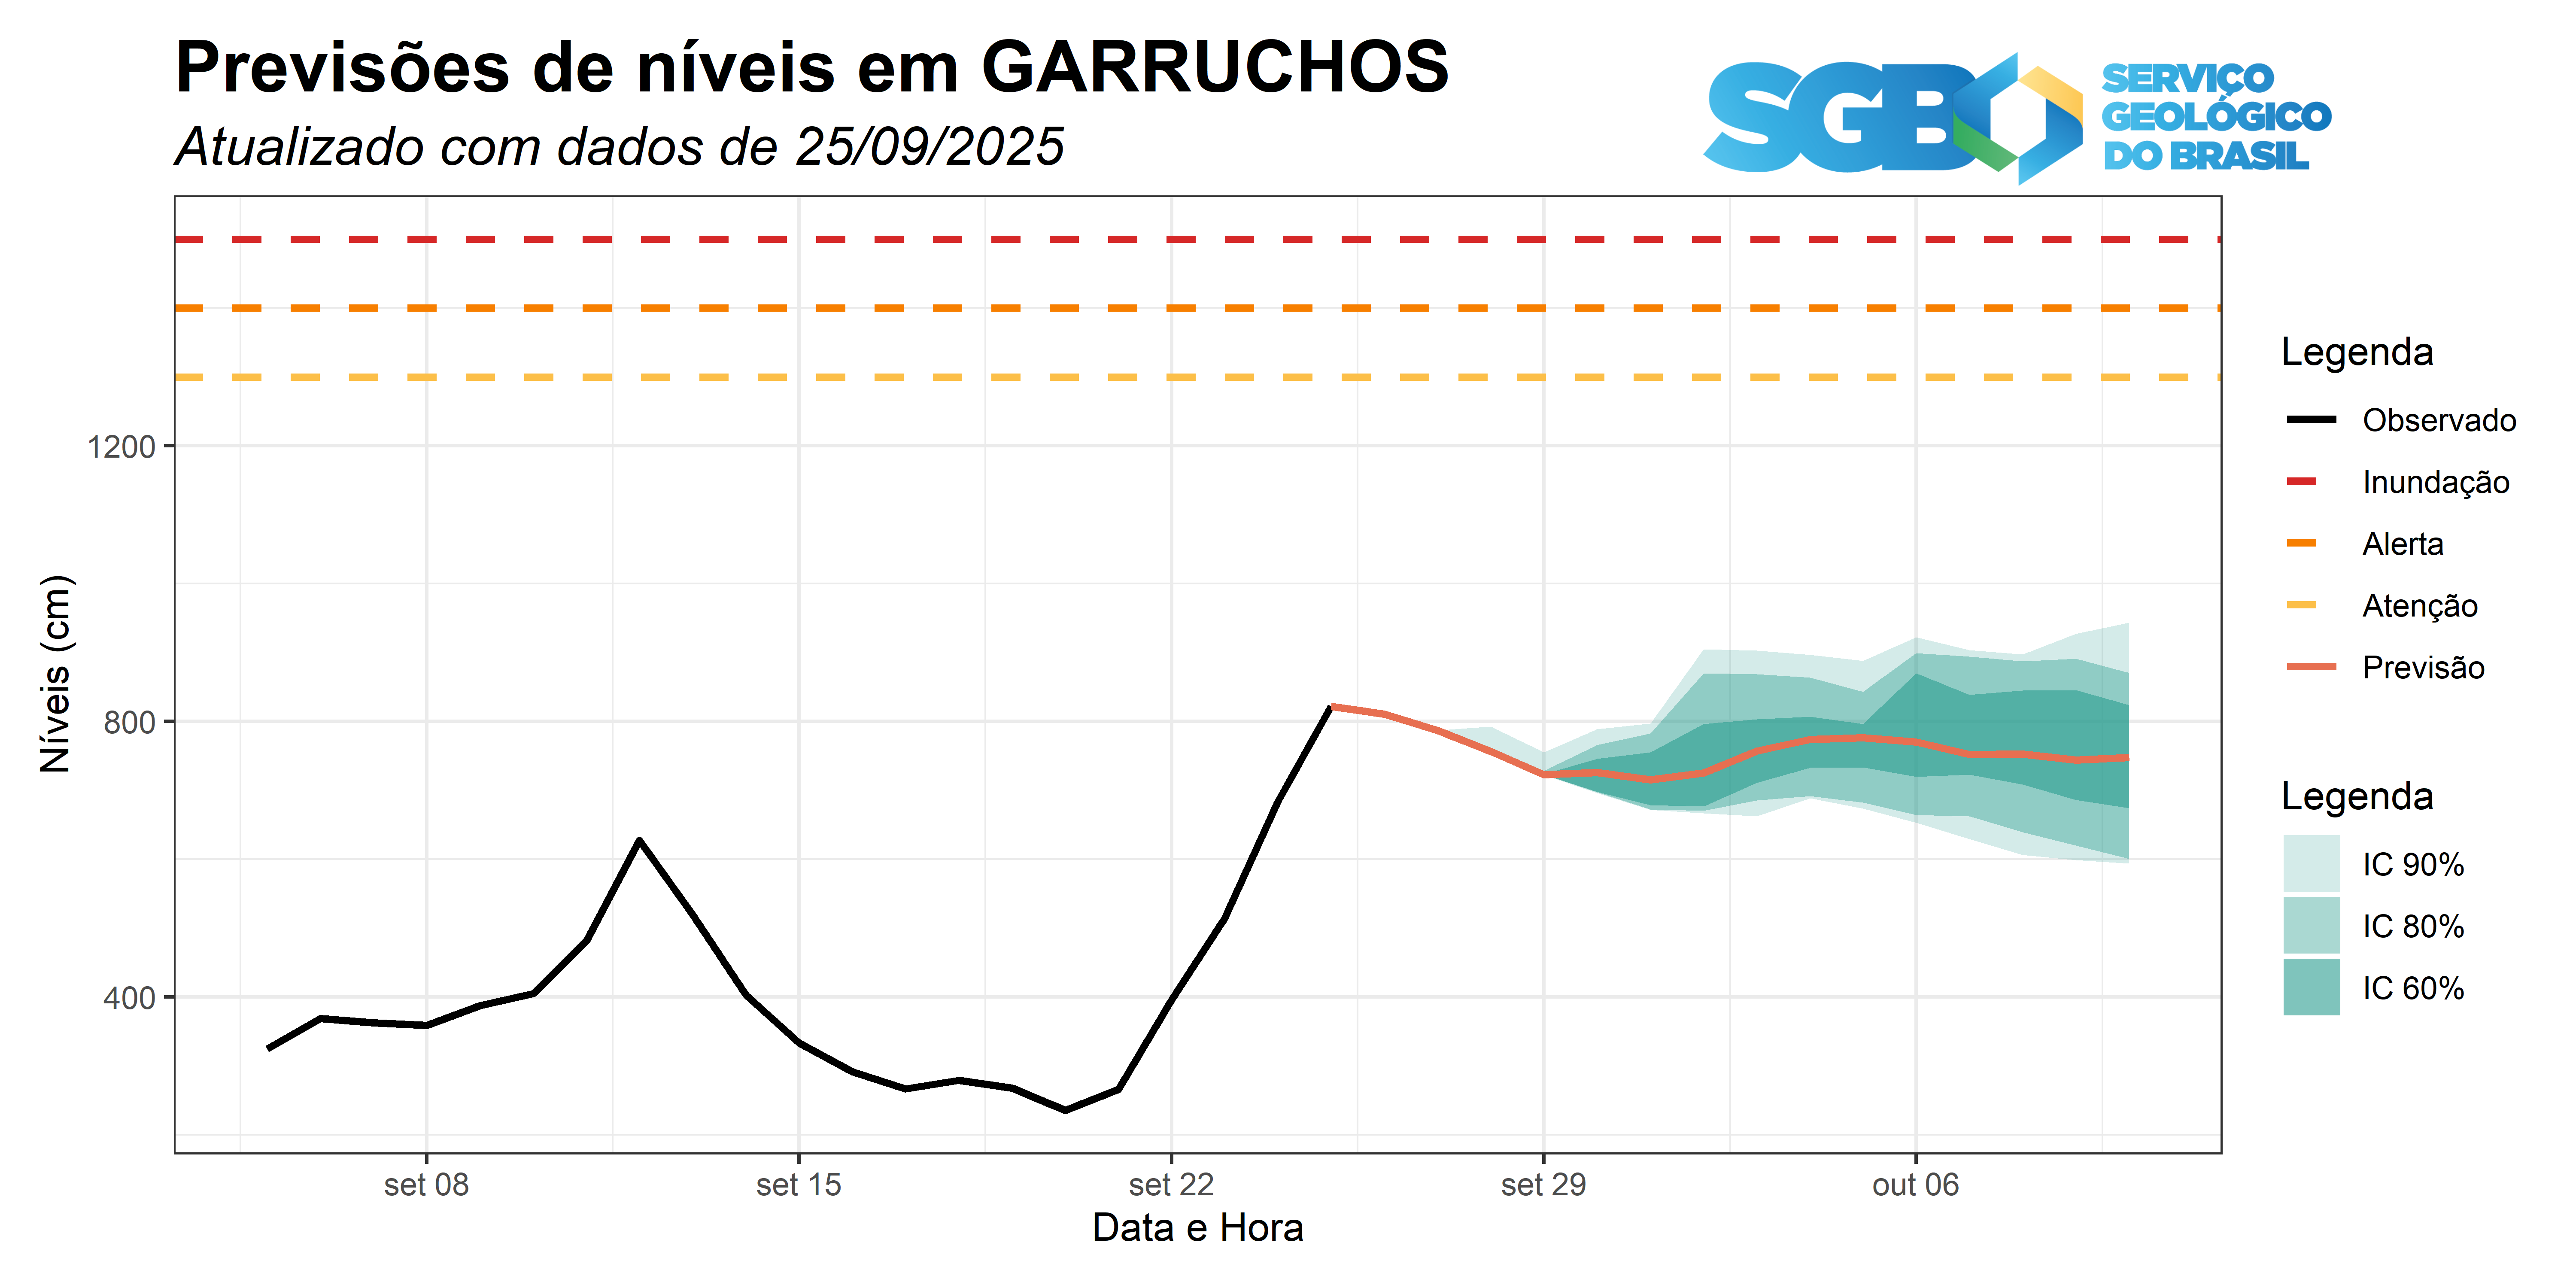 Previsões de níveis em GARRUCHOS
Atualizado com dados de 25/09/2025
SGB
SERVIÇO
GEOLÓGICO
DO BRASIL
Níveis (cm)
1200
800
400
set 08
set 15
set 22
set 29
out 06
Data e Hora
Legenda
Observado
Inundação
Alerta
Atenção
Previsão
Legenda
IC 90%
IC 80%
IC 60%